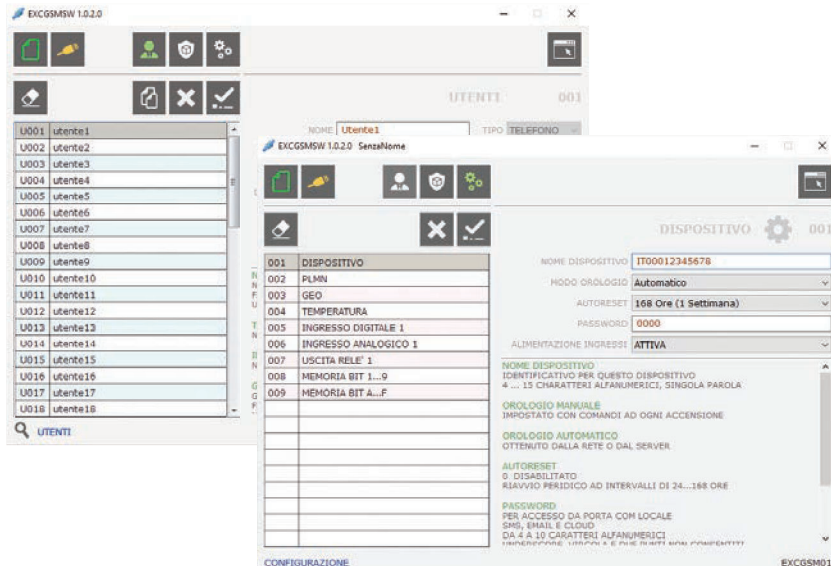 EXCGSMSW 1.0.2.0
UTENTI 001
NOME Utente1 TIPO TELEFONO
U001 utente1
U002 utente2
U003 utente3
U004 utente4
U005 utente5
U006 utente6
U007 utente7
U008 utente8
U009 utente9
U010 utente10
U011 utente11
U012 utente12
U013 utente13
U014 utente14
U015 utente15
U016 utente16
U017 utente17
U018 utente18
UTENTI
EXCGSMSW 1.0.2.0 SenzaNome
DISPOSITIVO 001
001 DISPOSITIVO
002 PLMN
003 GEO
004 TEMPERATURA
005 INGRESSO DIGITALE 1
006 INGRESSO ANALOGICO 1
007 USCITA RELE' 1
008 MEMORIA BIT 1...9
009 MEMORIA BIT A...F
NOME DISPOSITIVO IT00012345678
MODO OROLOGIO Automatico
AUTORESET 168 Ore (1 Settimana)
PASSWORD 0000
ALIMENTAZIONE INGRESSI ATTIVA
NOME DISPOSITIVO
IDENTIFICATIVO PER QUESTO DISPOSITIVO
4 ... 15 CHARATTERI ALFANUMERICI, SINGOLA PAROLA
OROLOGIO MANUALE
IMPOSTATO CON COMANDI AD OGNI ACCENSIONE
OROLOGIO AUTOMATICO
OTTENUTO DALLA RETE O DAL SERVER
AUTORESET
0 DISABILITATO
RIAVVIO PERIDICO AD INTERVALLI DI 24...168 ORE
PASSWORD
PER ACCESSO DA PORTA COM LOCALE
SMS, EMAIL E CLOUD
DA 4 A 10 CARATTERI ALFANUMERICI
UNDERSCORE, VIRGOLA E DUE PUNTI NON CONSENTITI
CONFIGURAZIONE
EXCGSM01